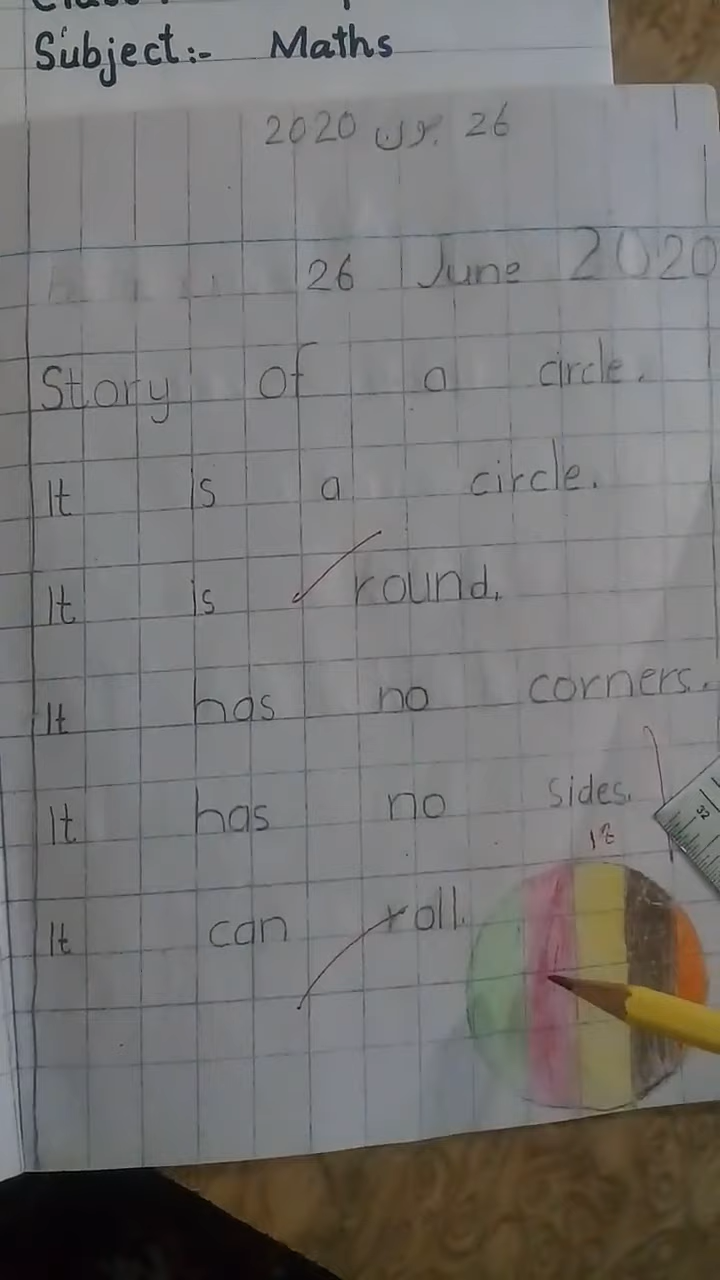 Subject:- Maths
26 جون 2020
26 June 2020
Story of a circle.
It is a circle.
It is round.
It has no corners.
It has no sides.
32
It can roll.